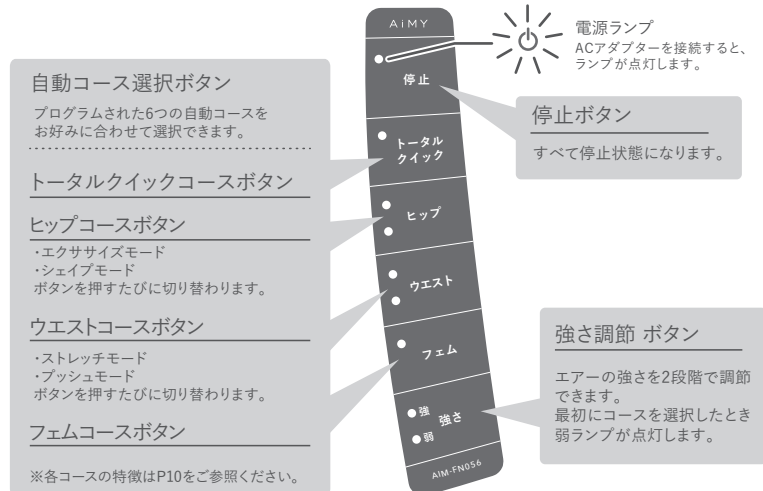 自動コース選択ボタン
プログラムされた6つの自動コースを
お好みに合わせて選択できます。
トータルクイックコースボタン
ヒップコースボタン
・エクササイズモード
・シェイプモード
ボタンを押すたびに切り替わります。
ウエストコースボタン
・ストレッチモード
・プッシュモード
ボタンを押すたびに切り替わります。
フェムコースボタン
※各コースの特徴はP10をご参照ください。
AiMY
停止
トータル
クイック
ヒップ
ウエスト
フェム
強
強さ
弱
AIM-FN056
電源ランプ
ACアダプターを接続すると、
ランプが点灯します。
停止ボタン
すべて停止状態になります。
強さ調節 ボタン
エアーの強さを2段階で調節
できます。
最初にコースを選択したとき
弱ランプが点灯します。